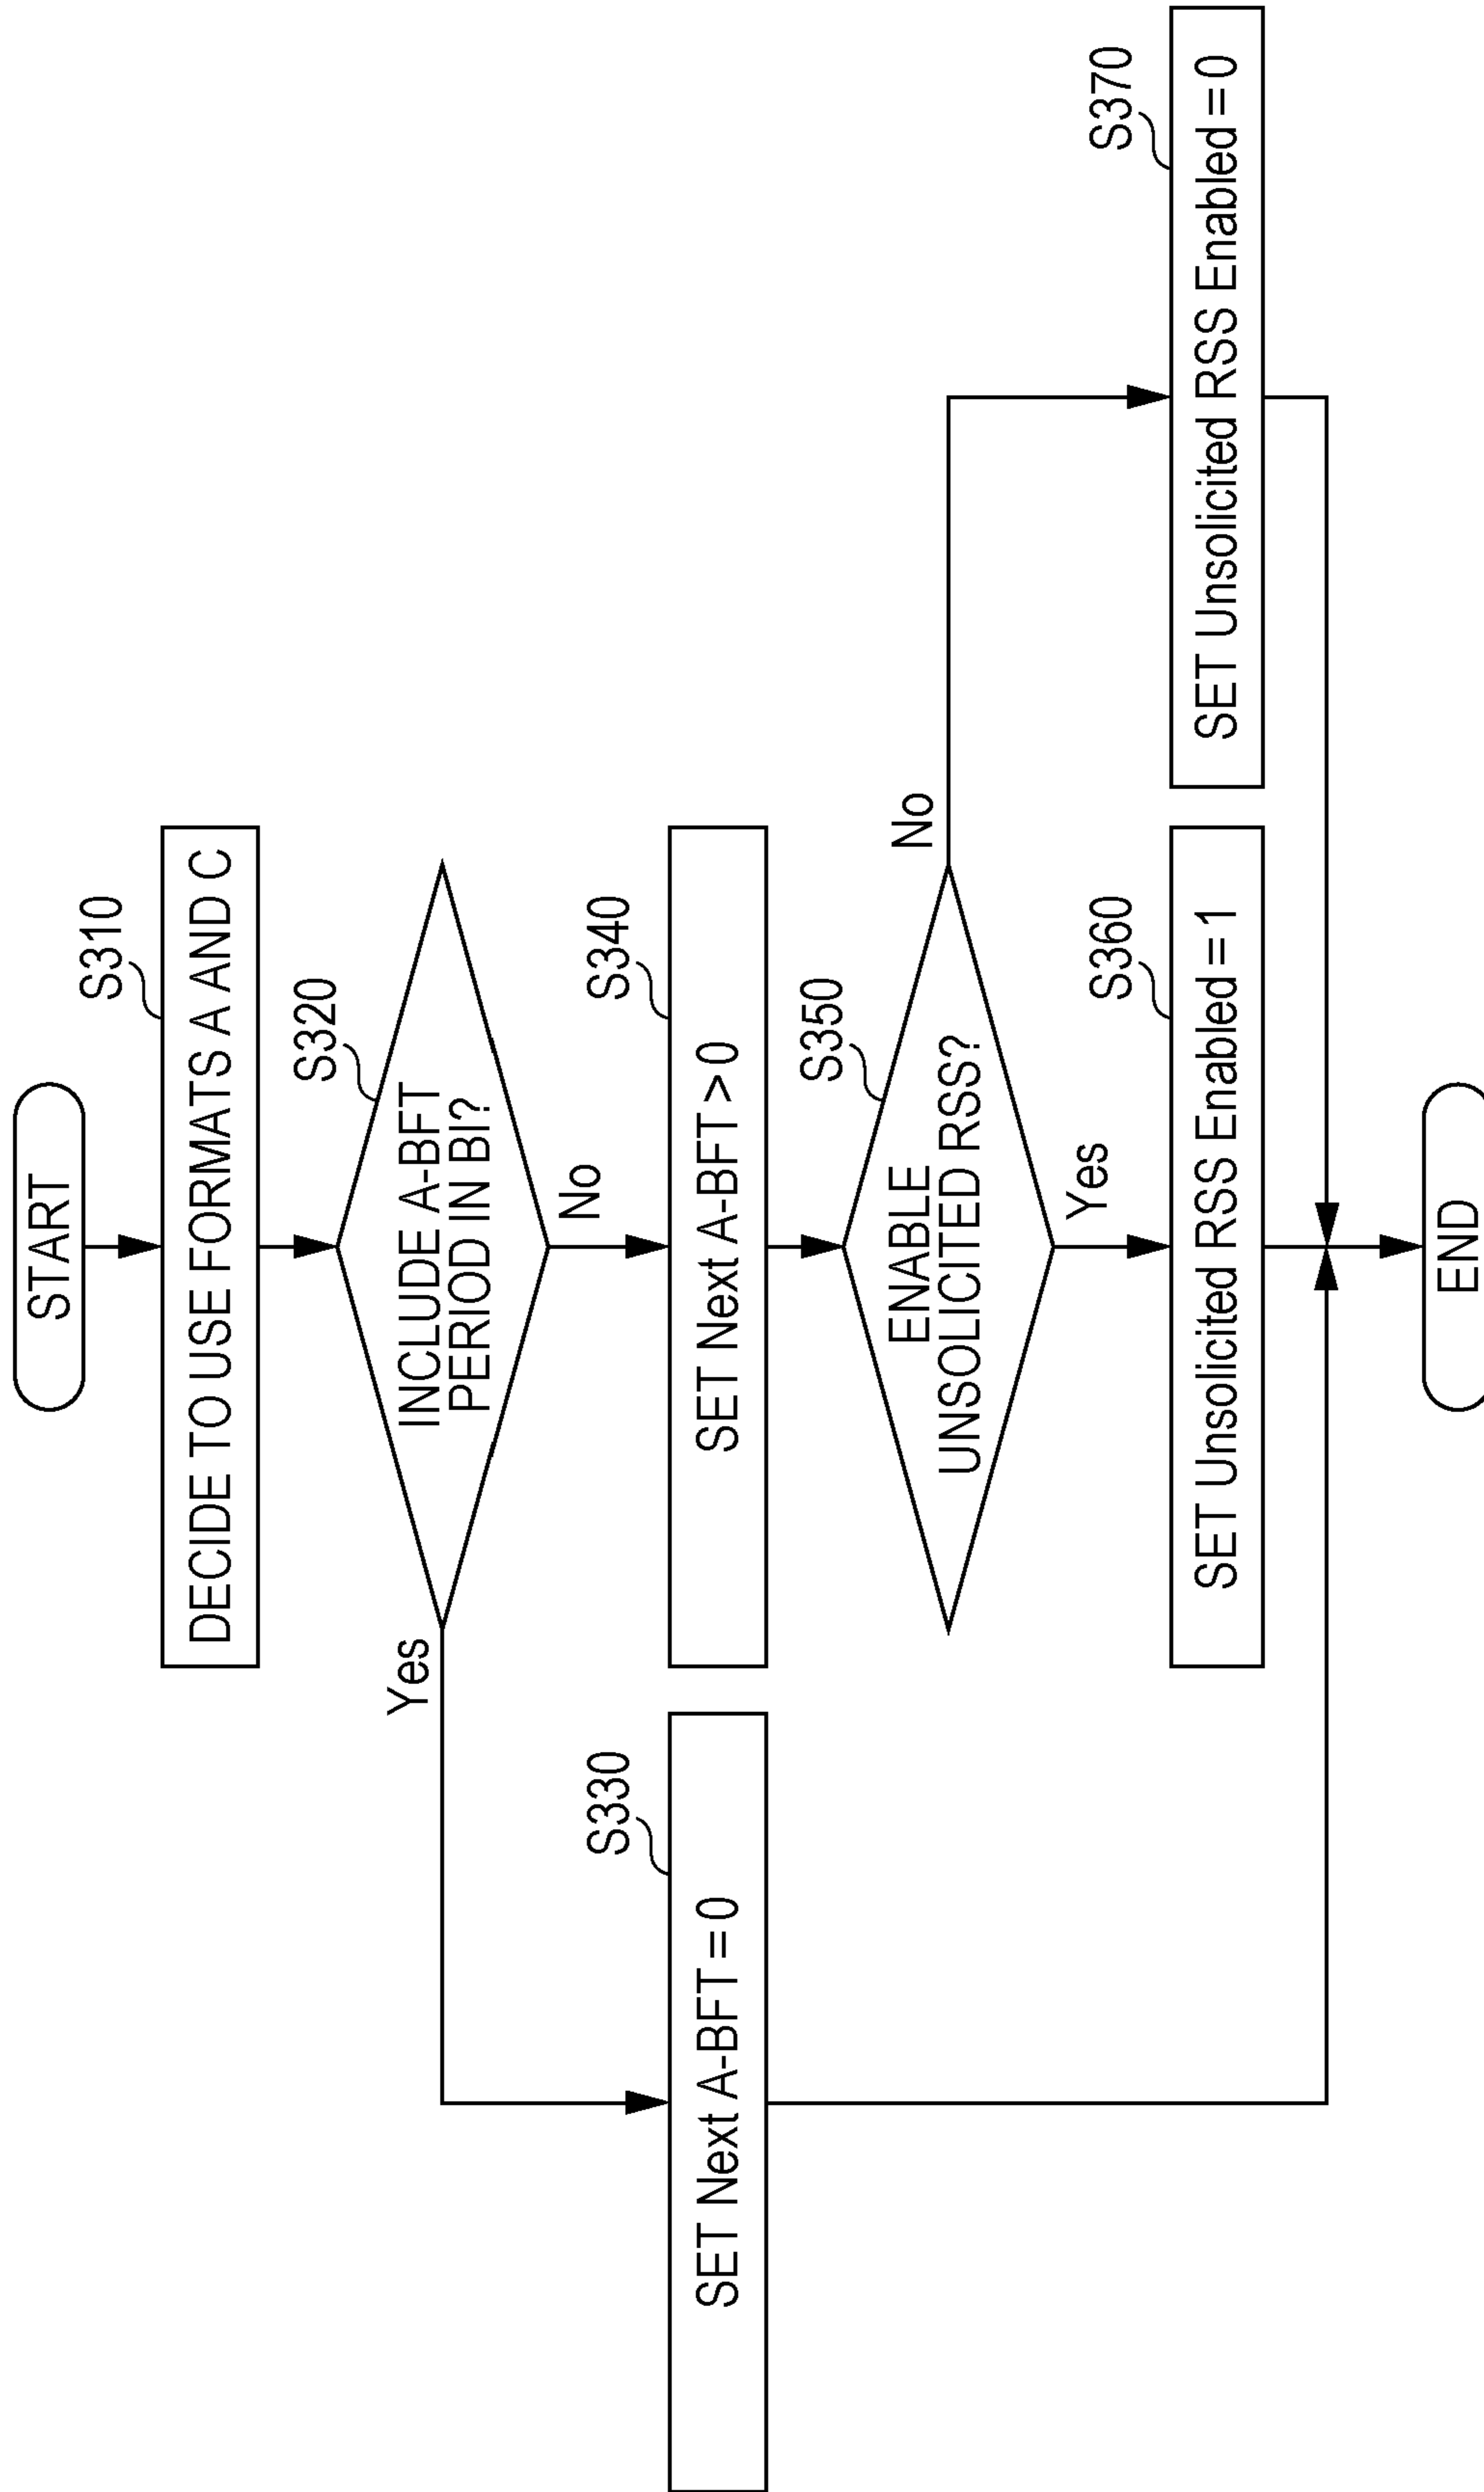 START
S310
DECIDE TO USE FORMATS A AND C
S320
INCLUDE A-BFT
PERIOD IN BI?
Yes
No
S330
SET Next A-BFT = 0
S340
SET Next A-BFT > 0
S350
ENABLE
UNSOLICITED RSS?
No
Yes
S360
SET Unsolicited RSS Enabled = 1
S370
SET Unsolicited RSS Enabled = 0
END